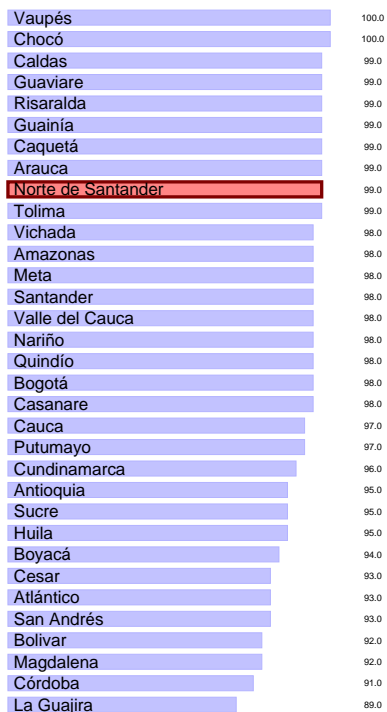 Vaupés 100.0
Chocó 100.0
Caldas 99.0
Guaviare 99.0
Risaralda 99.0
Guainía 99.0
Caquetá 99.0
Arauca 99.0
Norte de Santander 99.0
Tolima 99.0
Vichada 98.0
Amazonas 98.0
Meta 98.0
Santander 98.0
Valle del Cauca 98.0
Nariño 98.0
Quindío 98.0
Bogotá 98.0
Casanare 98.0
Cauca 97.0
Putumayo 97.0
Cundinamarca 96.0
Antioquia 95.0
Sucre 95.0
Huila 95.0
Boyacá 94.0
Cesar 93.0
Atlántico 93.0
San Andrés 93.0
Bolivar 92.0
Magdalena 92.0
Córdoba 91.0
La Guajira 89.0